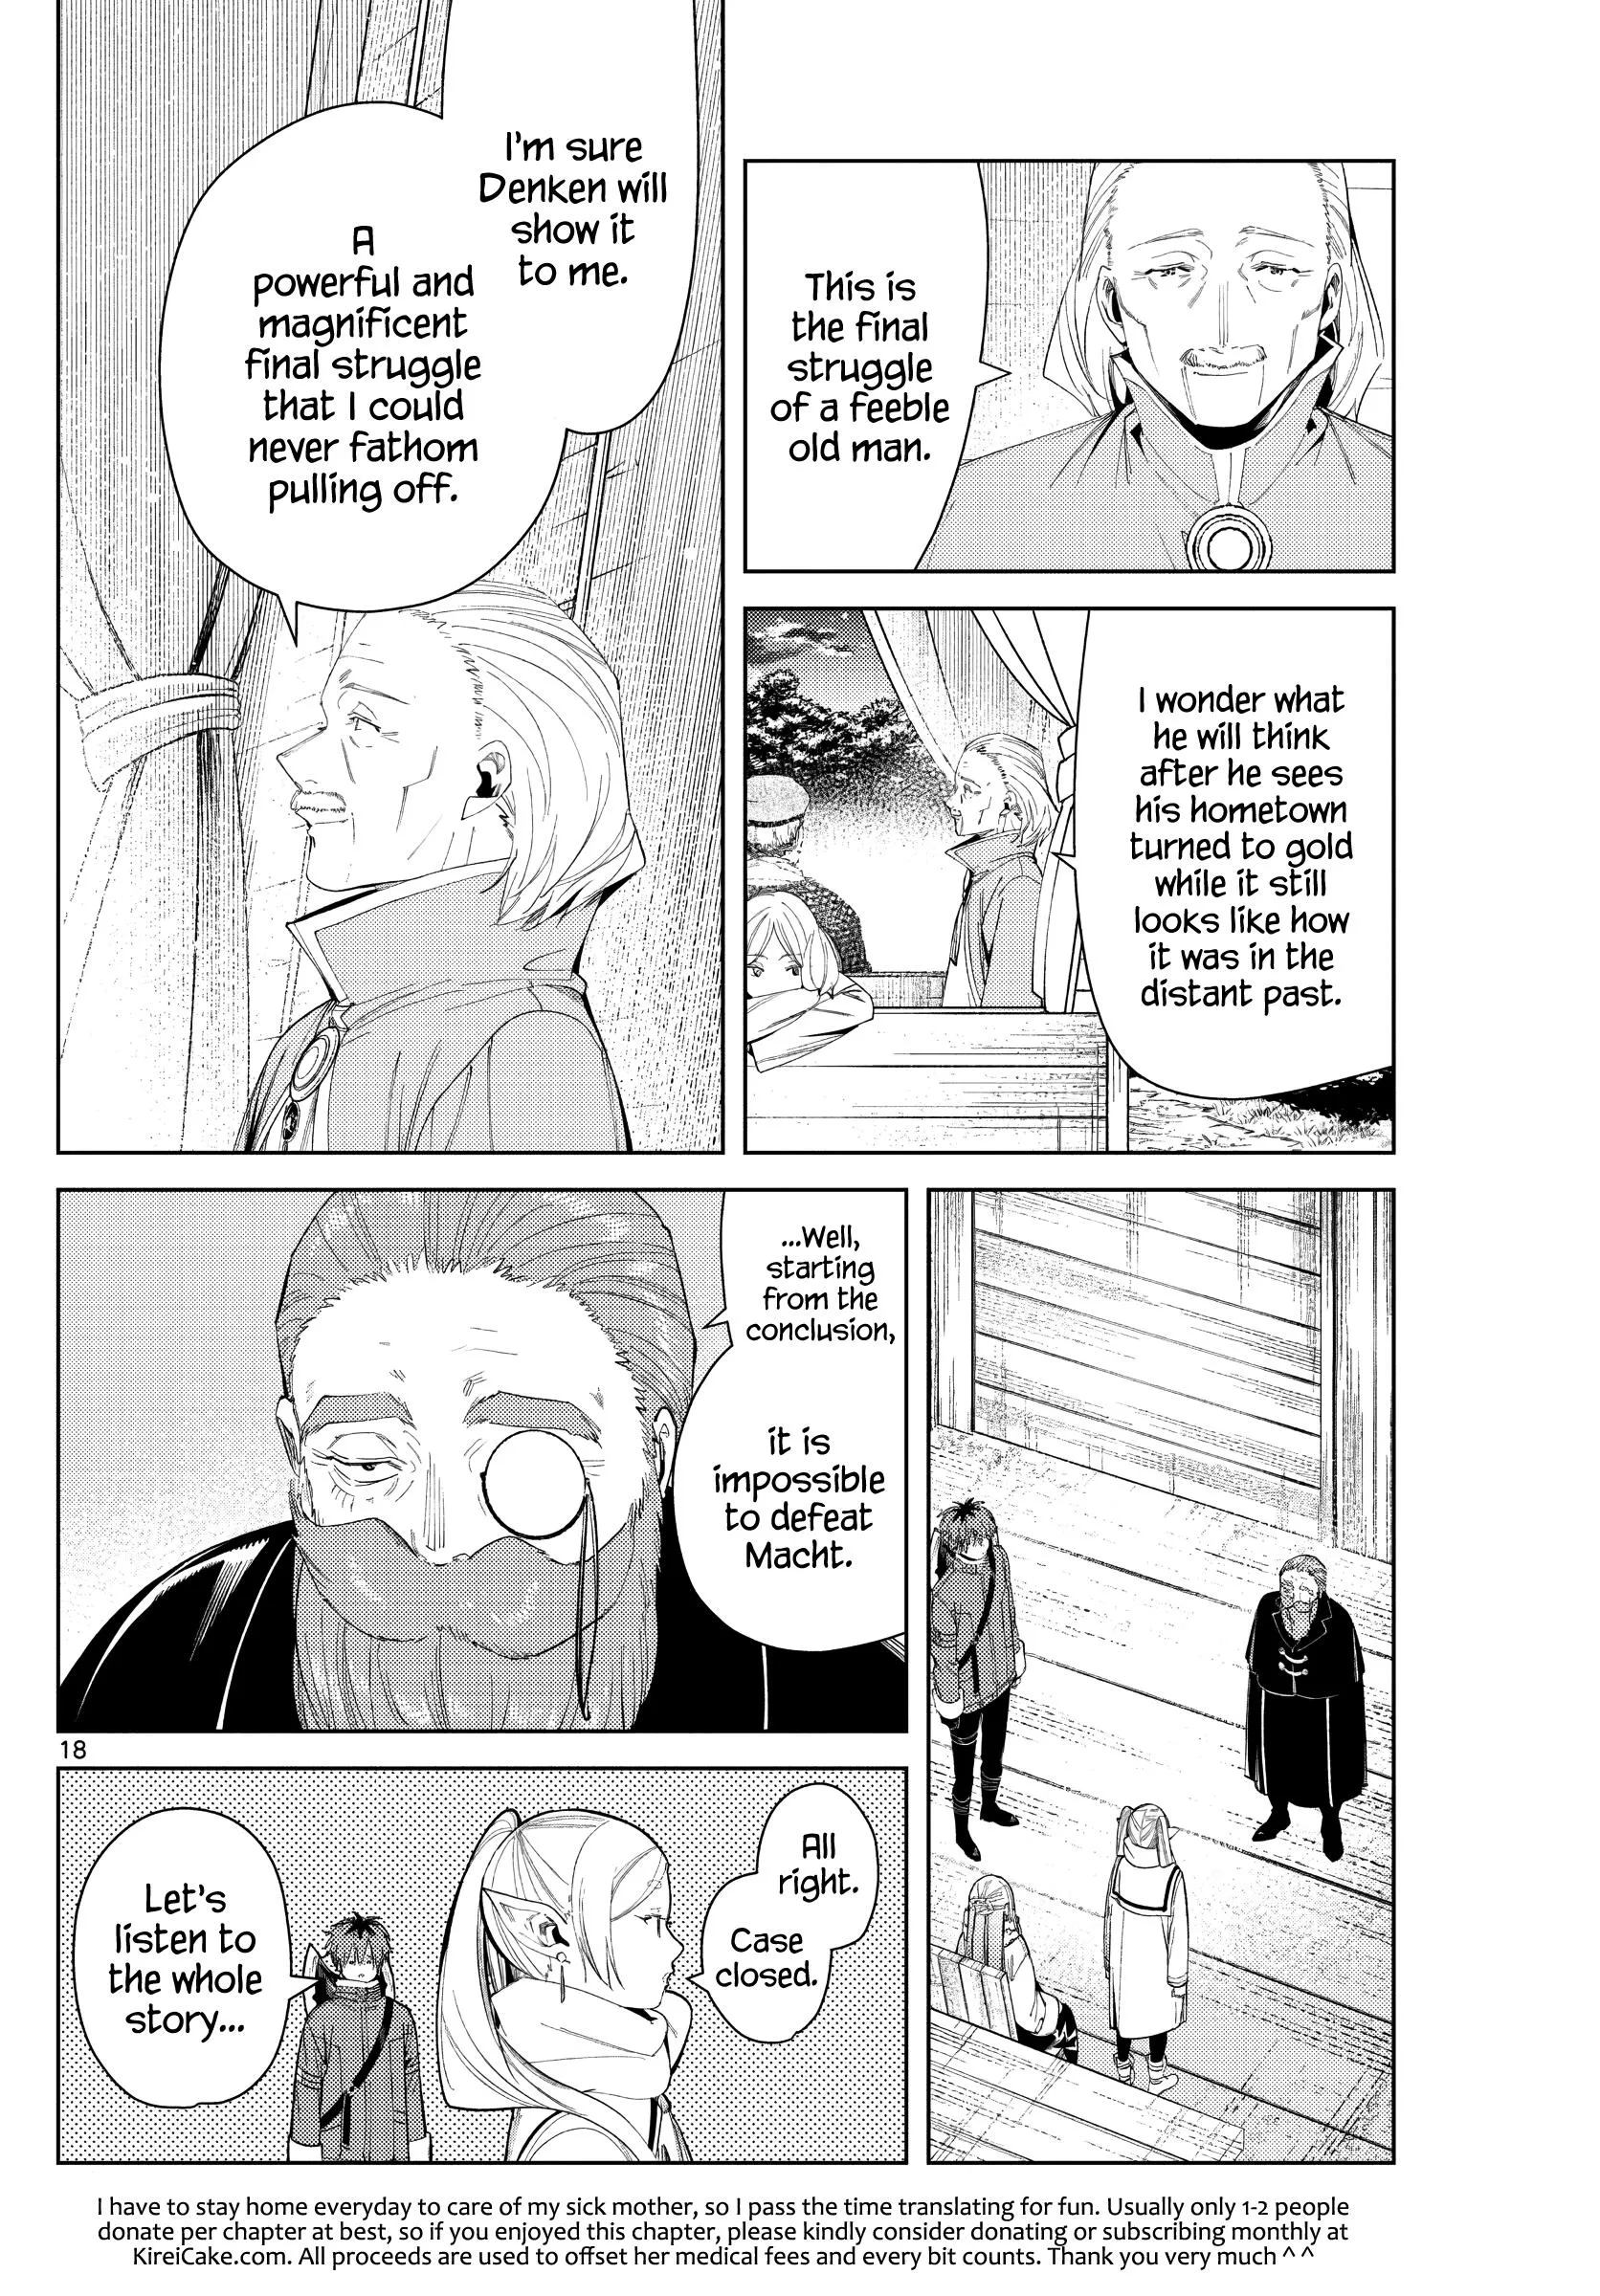 This is
the final
struggle
of a feeble
old man.
I wonder what
he will think
after he sees
his hometown
turned to gold
while it still
looks like how
it was in the
distant past.
I'm sure
Denken will
show it
to me.
A
powerful and
magnificent
final struggle
that I could
never fathom
pulling off.
...Well,
starting
from the
conclusion,
it is
impossible
to defeat
Macht.
18
All
right.
Case
closed.
Let's
listen to
the whole
story...
I have to stay home everyday to care of my sick mother, so I pass the time translating for fun. Usually only 1-2 people
donate per chapter at best, so if you enjoyed this chapter, please kindly consider donating or subscribing monthly at
KireiCake.com. All proceeds are used to offset her medical fees and every bit counts. Thank you very much ^ ^